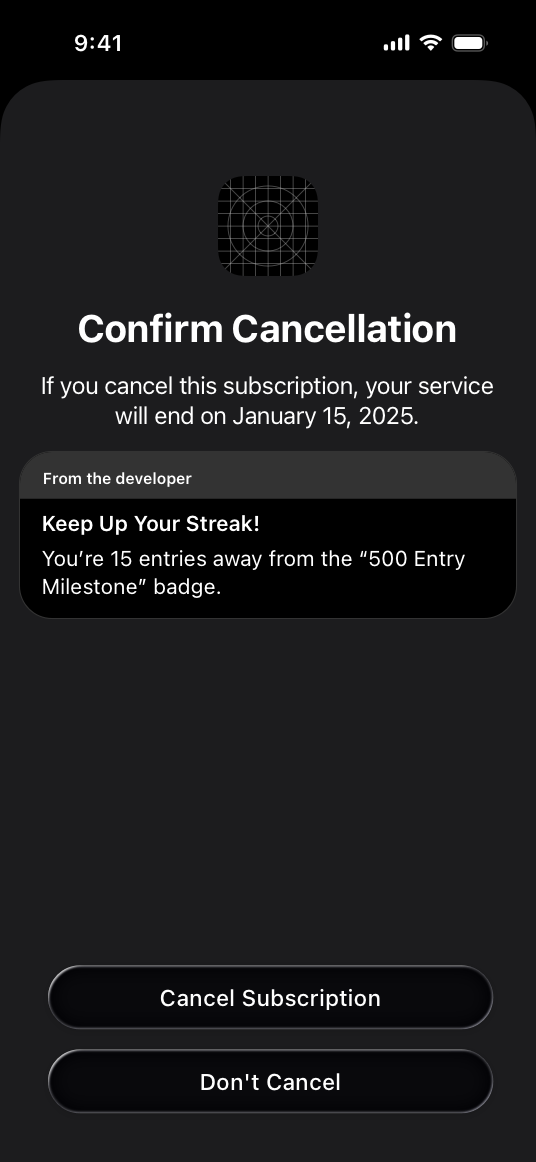 9:41
Confirm Cancellation
If you cancel this subscription, your service
will end on January 15, 2025.
From the developer
Keep Up Your Streak!
You’re 15 entries away from the “500 Entry
Milestone” badge.
Cancel Subscription
Don't Cancel